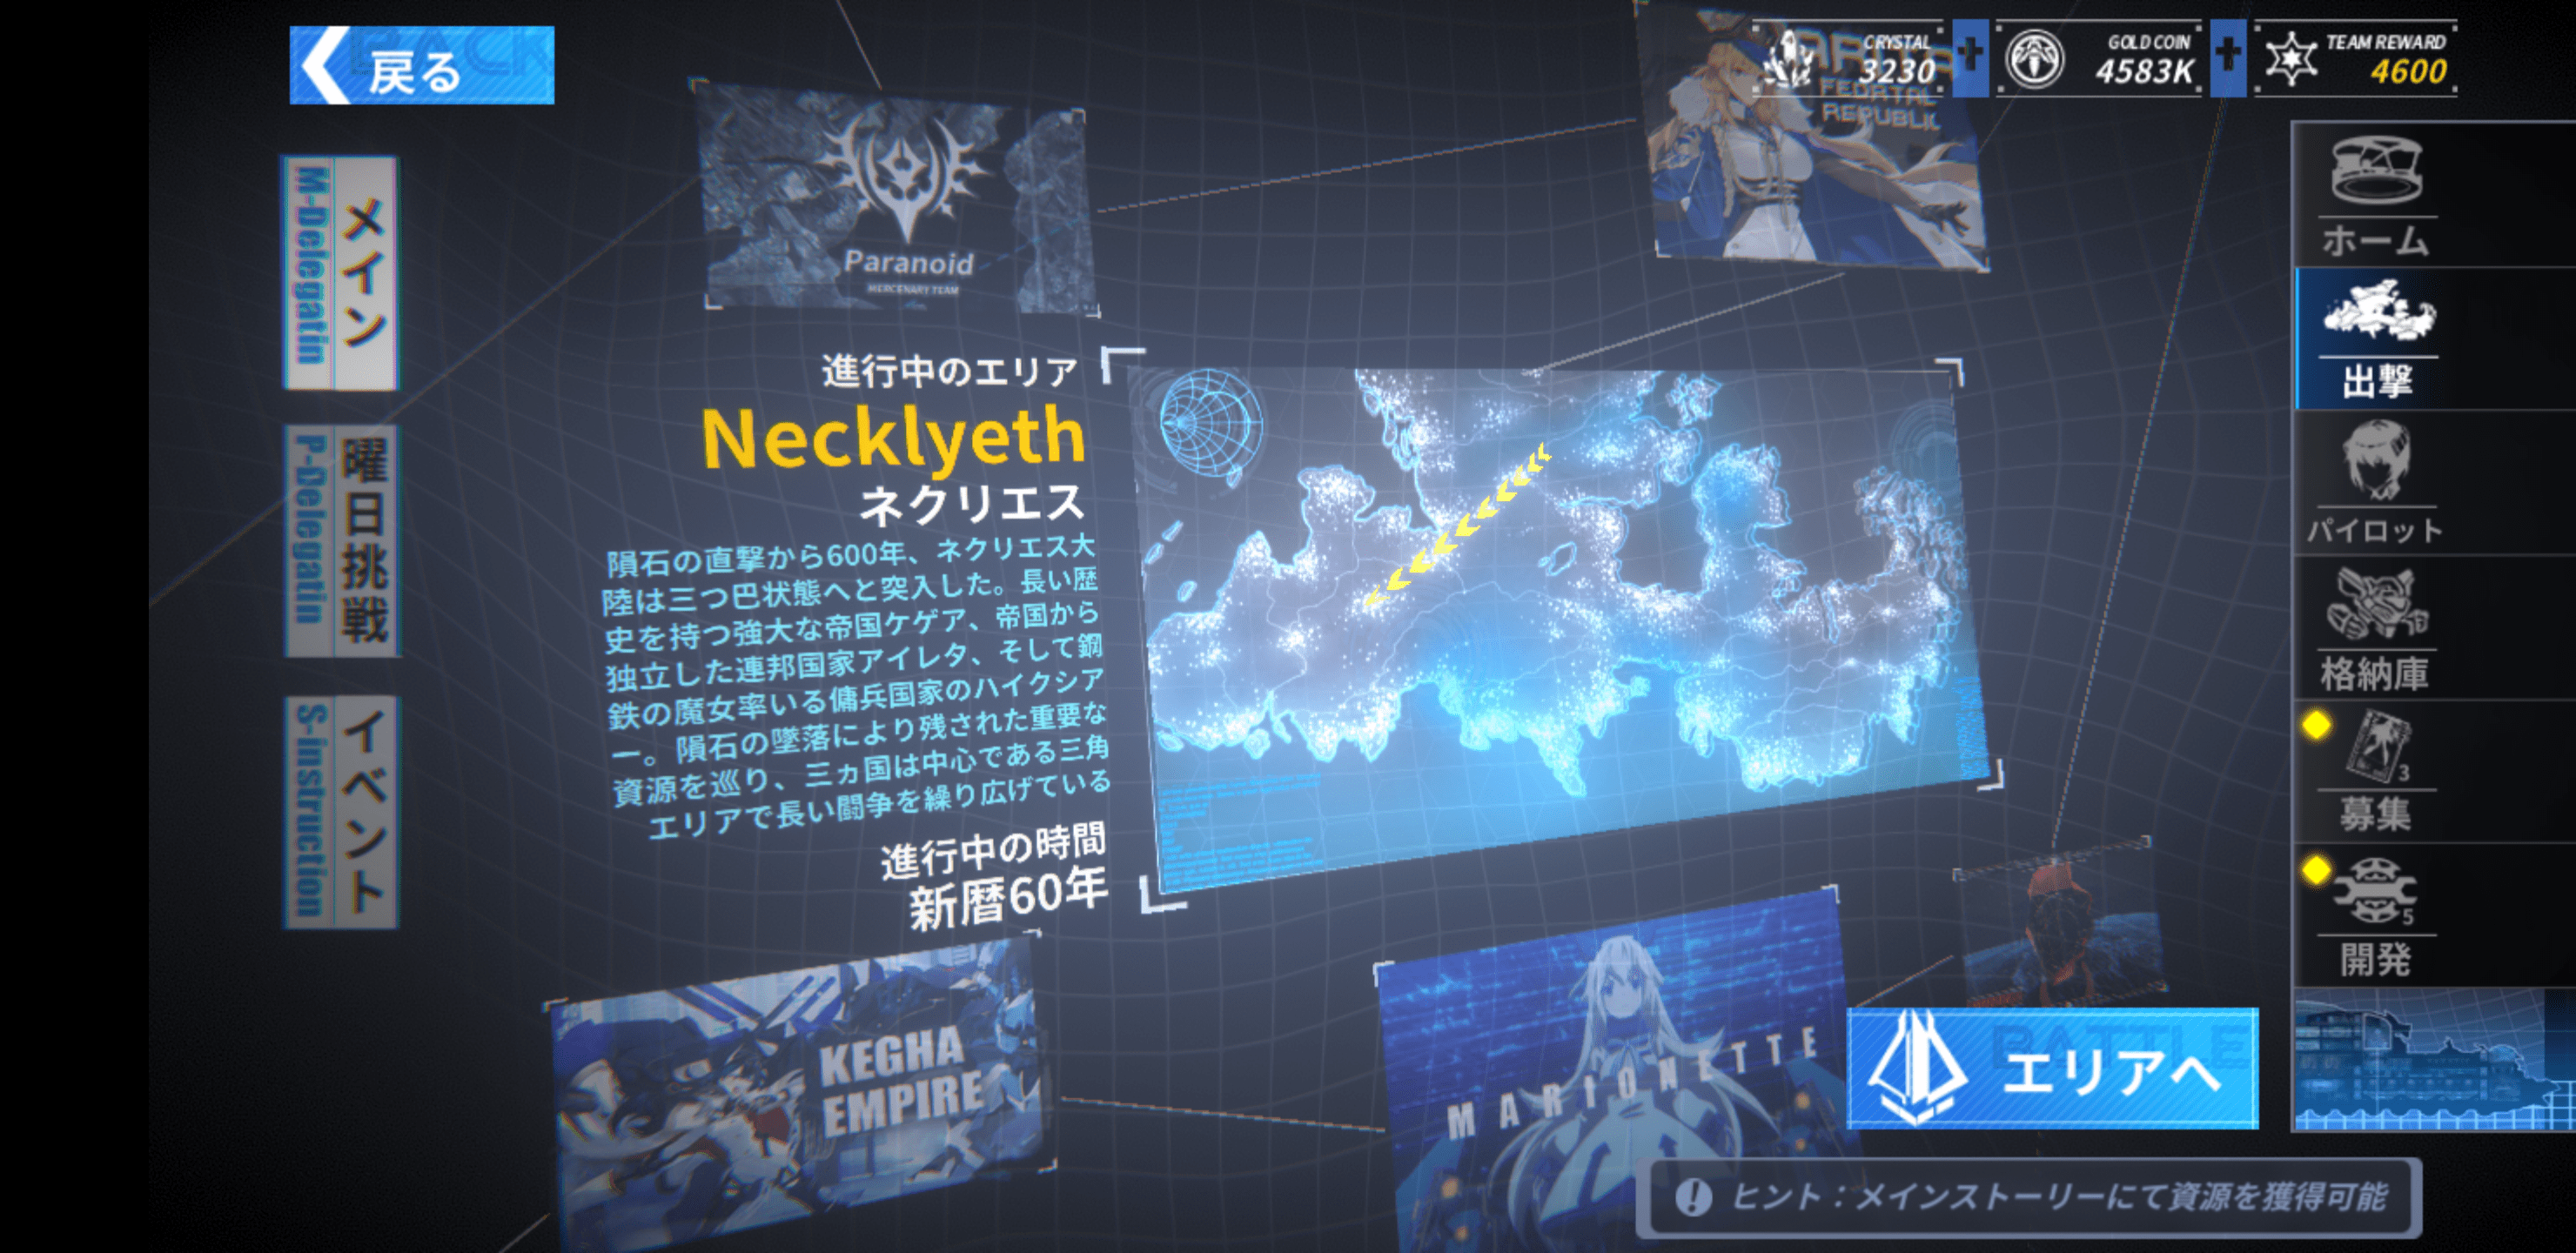 戻る
BACK
CRYSTAL
3230
GOLD COIN
4583K
TEAM REWARD
4600
メイン
M-Delegatin
曜日挑戦
P-Delegatin
イベント
S-instruction
Paranoid
MERCENARY TEAM
FEDRTAL
REPUBLIC
進行中のエリア
Necklyeth
ネクリエス
隕石の直撃から600年、ネクリエス大
陸は三つ巴状態へと突入した。長い歴
史を持つ強大な帝国ケゲア、帝国から
独立した連邦国家アイレタ、そして鋼
鉄の魔女率いる傭兵国家のハイクシア
ー。隕石の墜落により残された重要な
資源を巡り、三ヵ国は中心である三角
エリアで長い闘争を繰り広げている
進行中の時間
新暦60年
KEGHA
EMPIRE
MARIONETTE
BATTLE
エリアへ
ヒント：メインストーリーにて資源を獲得可能
ホーム
出撃
パイロット
格納庫
3
募集
5
開発